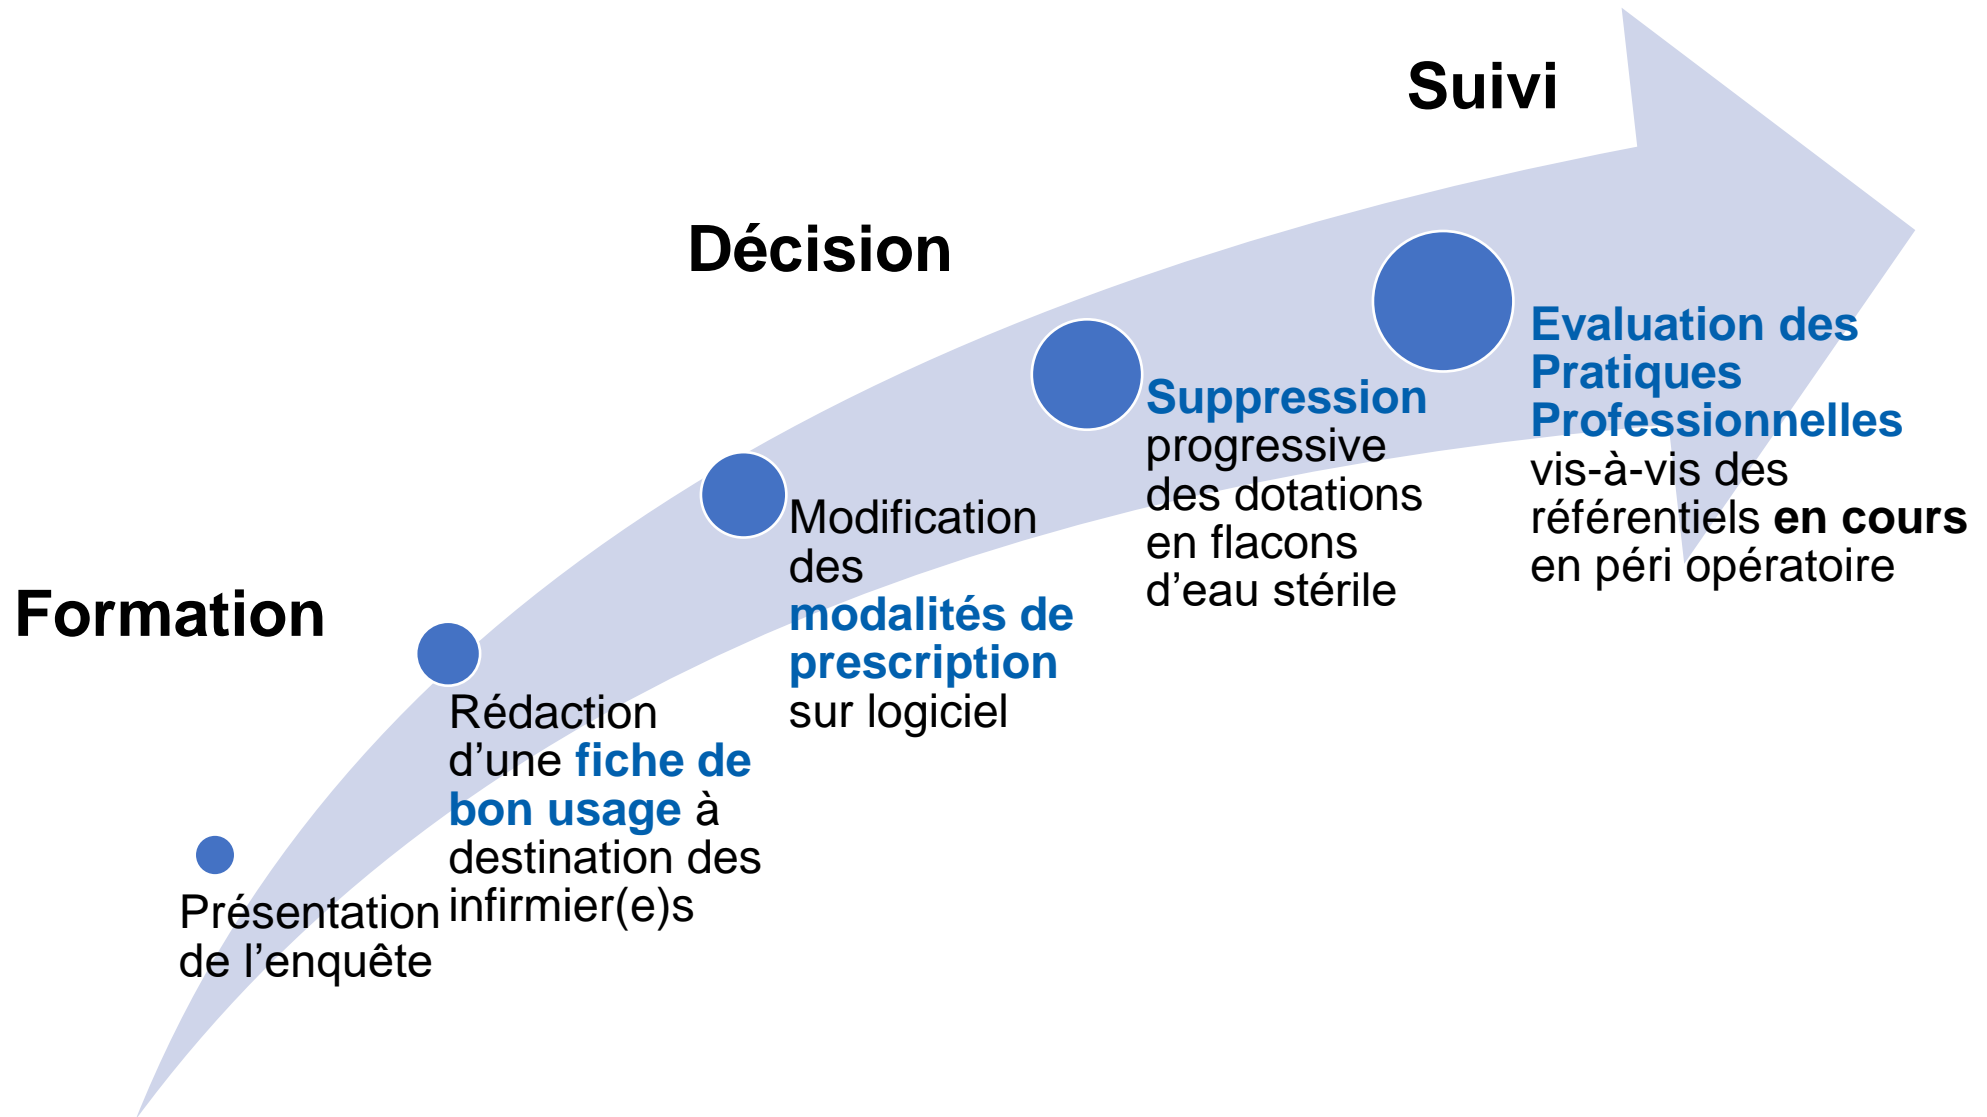 Formation
Présentation
de l’enquête
Rédaction
d’une fiche de
bon usage à
destination des
infirmier(e)s
Décision
Modification
des
modalités de
prescription
sur logiciel
Suppression
progressive
des dotations
en flacons
d’eau stérile
Suivi
Evaluation des
Pratiques
Professionnelles
vis-à-vis des
référentiels en cours
en péri opératoire